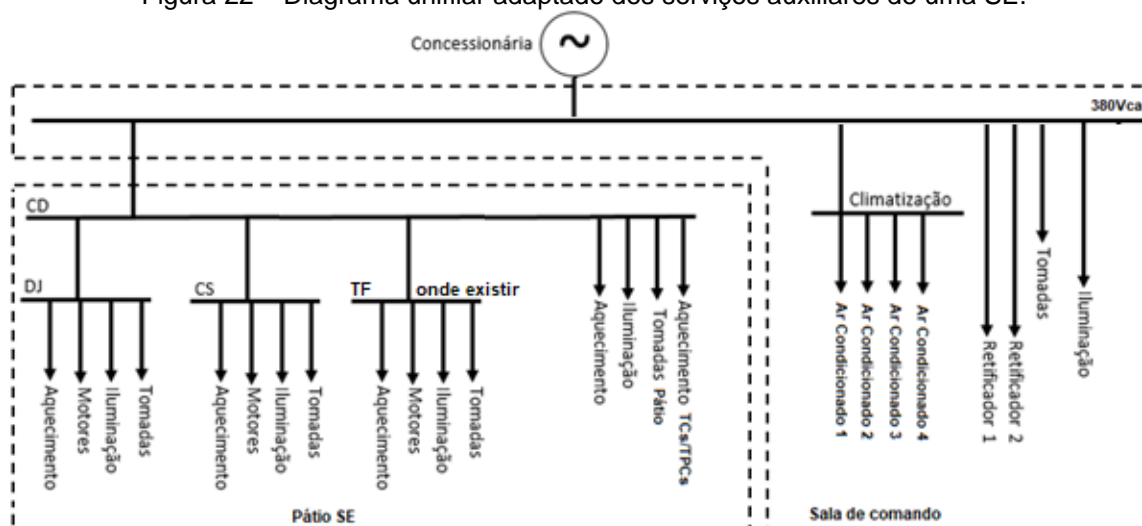 Figura 22 – Diagrama unifilar adaptado dos serviços auxiliares de uma SE.
Concessionária
~
380Vca
CD
Climatização
DJ
CS
TF onde existir
Aquecimento
Motores
Iluminação
Tomadas
Aquecimento
Motores
Iluminação
Tomadas
Aquecimento
Motores
Iluminação
Tomadas
Aquecimento
Iluminação
Tomadas Pátio
Aquecimento TCs/TPCs
Ar Condicionado 1
Ar Condicionado 2
Ar Condicionado 3
Ar Condicionado 4
Retificador 1
Retificador 2
Tomadas
Iluminação
Pátio SE
Sala de comando